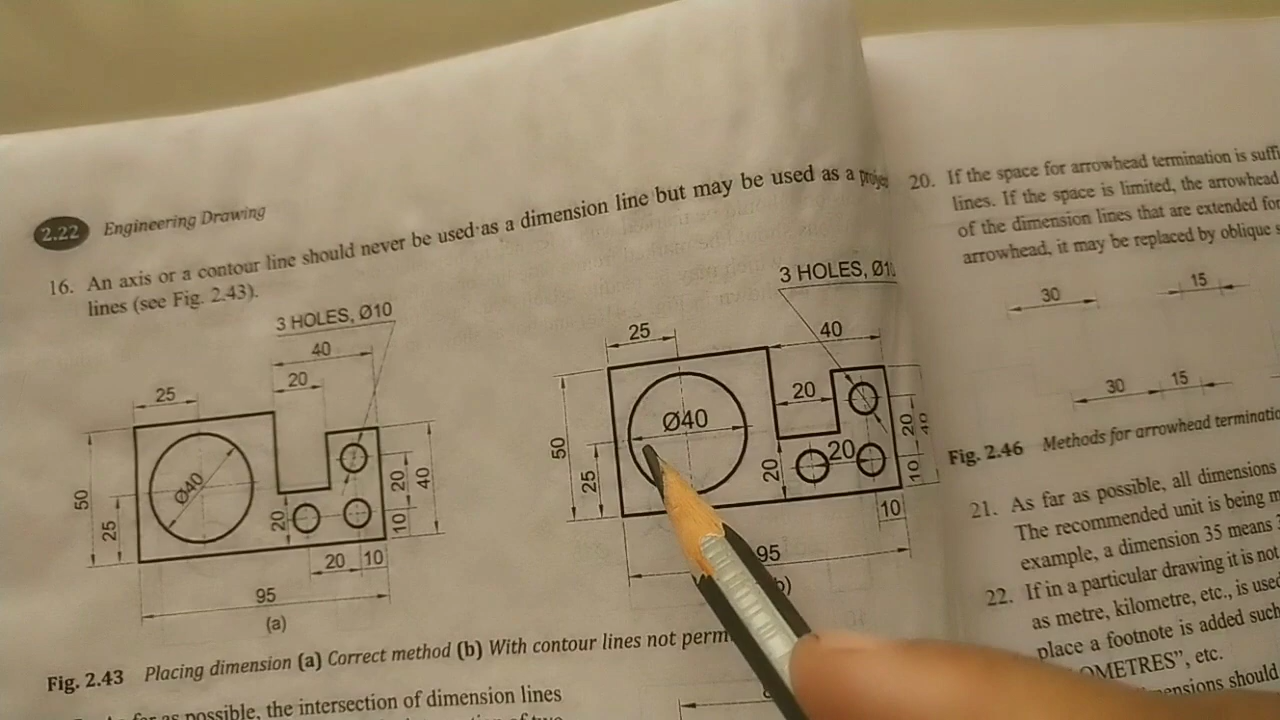 2.22 Engineering Drawing
16. An axis or a contour line should never be used as a dimension line but may be used as a
lines (see Fig. 2.43).
3 HOLES, Ø10
40
20
25
Ø40
50
25
20
20
40
10
20 10
95
(a)
3 HOLES, Ø10
25
40
20
Ø40
50
25
20
20
20
40
10
10
95
b)
Fig. 2.43 Placing dimension (a) Correct method (b) With contour lines not perm
possible, the intersection of dimension lines
20. If the space for arrowhead termination is suffi
lines. If the space is limited, the arrowhead
of the dimension lines that are extended for
arrowhead, it may be replaced by oblique s
30
15
30
15
Fig. 2.46 Methods for arrowhead terminatio
21. As far as possible, all dimensions
The recommended unit is being m
example, a dimension 35 means
22. If in a particular drawing it is not
as metre, kilometre, etc., is used
place a footnote is added such
OMETRES", etc.
ensions should